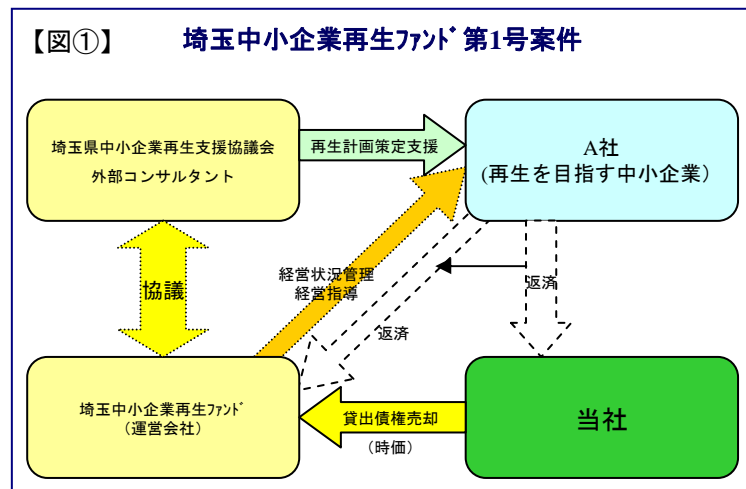 【図①】 埼玉中小企業再生ﾌｧﾝﾄﾞ第1号案件
埼玉県中小企業再生支援協議会
外部コンサルタント
再生計画策定支援
A社
(再生を目指す中小企業）
協議
経営状況管理
経営指導
返済
返済
埼玉中小企業再生ﾌｧﾝﾄﾞ
（運営会社）
貸出債権売却
（時価）
当社